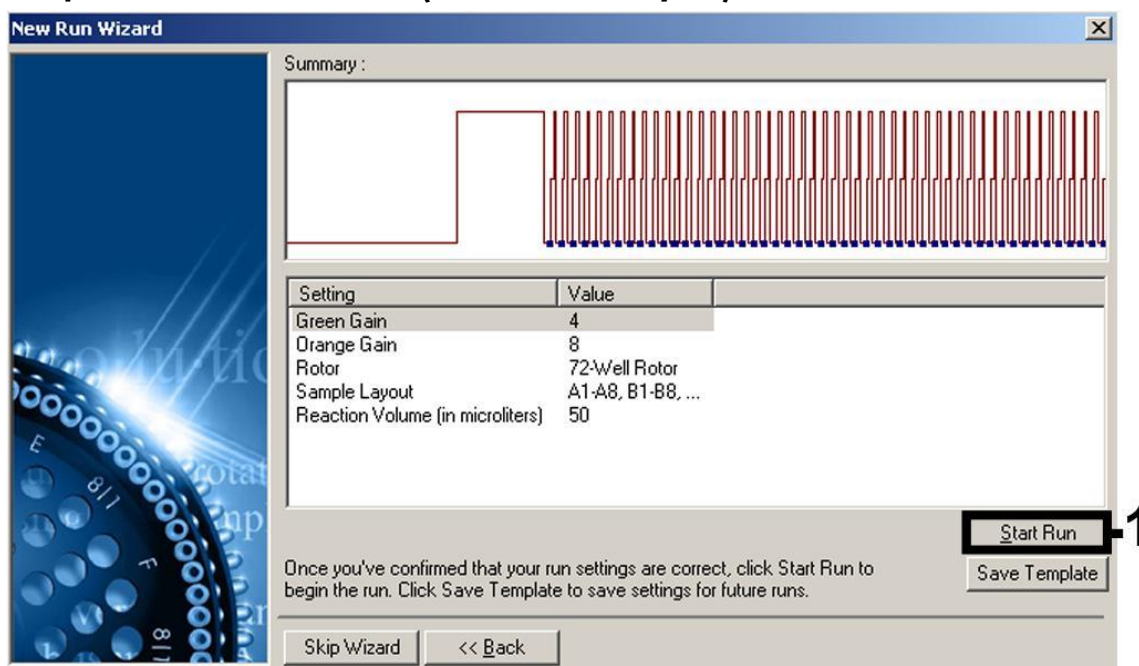 New Run Wizard
Summary :
Setting Value
Green Gain 4
Orange Gain 8
Rotor 72-Well Rotor
Sample Layout A1-A8, B1-B8, ...
Reaction Volume (in microliters) 50
Start Run
1
Once you've confirmed that your run settings are correct, click Start Run to
begin the run. Click Save Template to save settings for future runs.
Save Template
Skip Wizard << Back